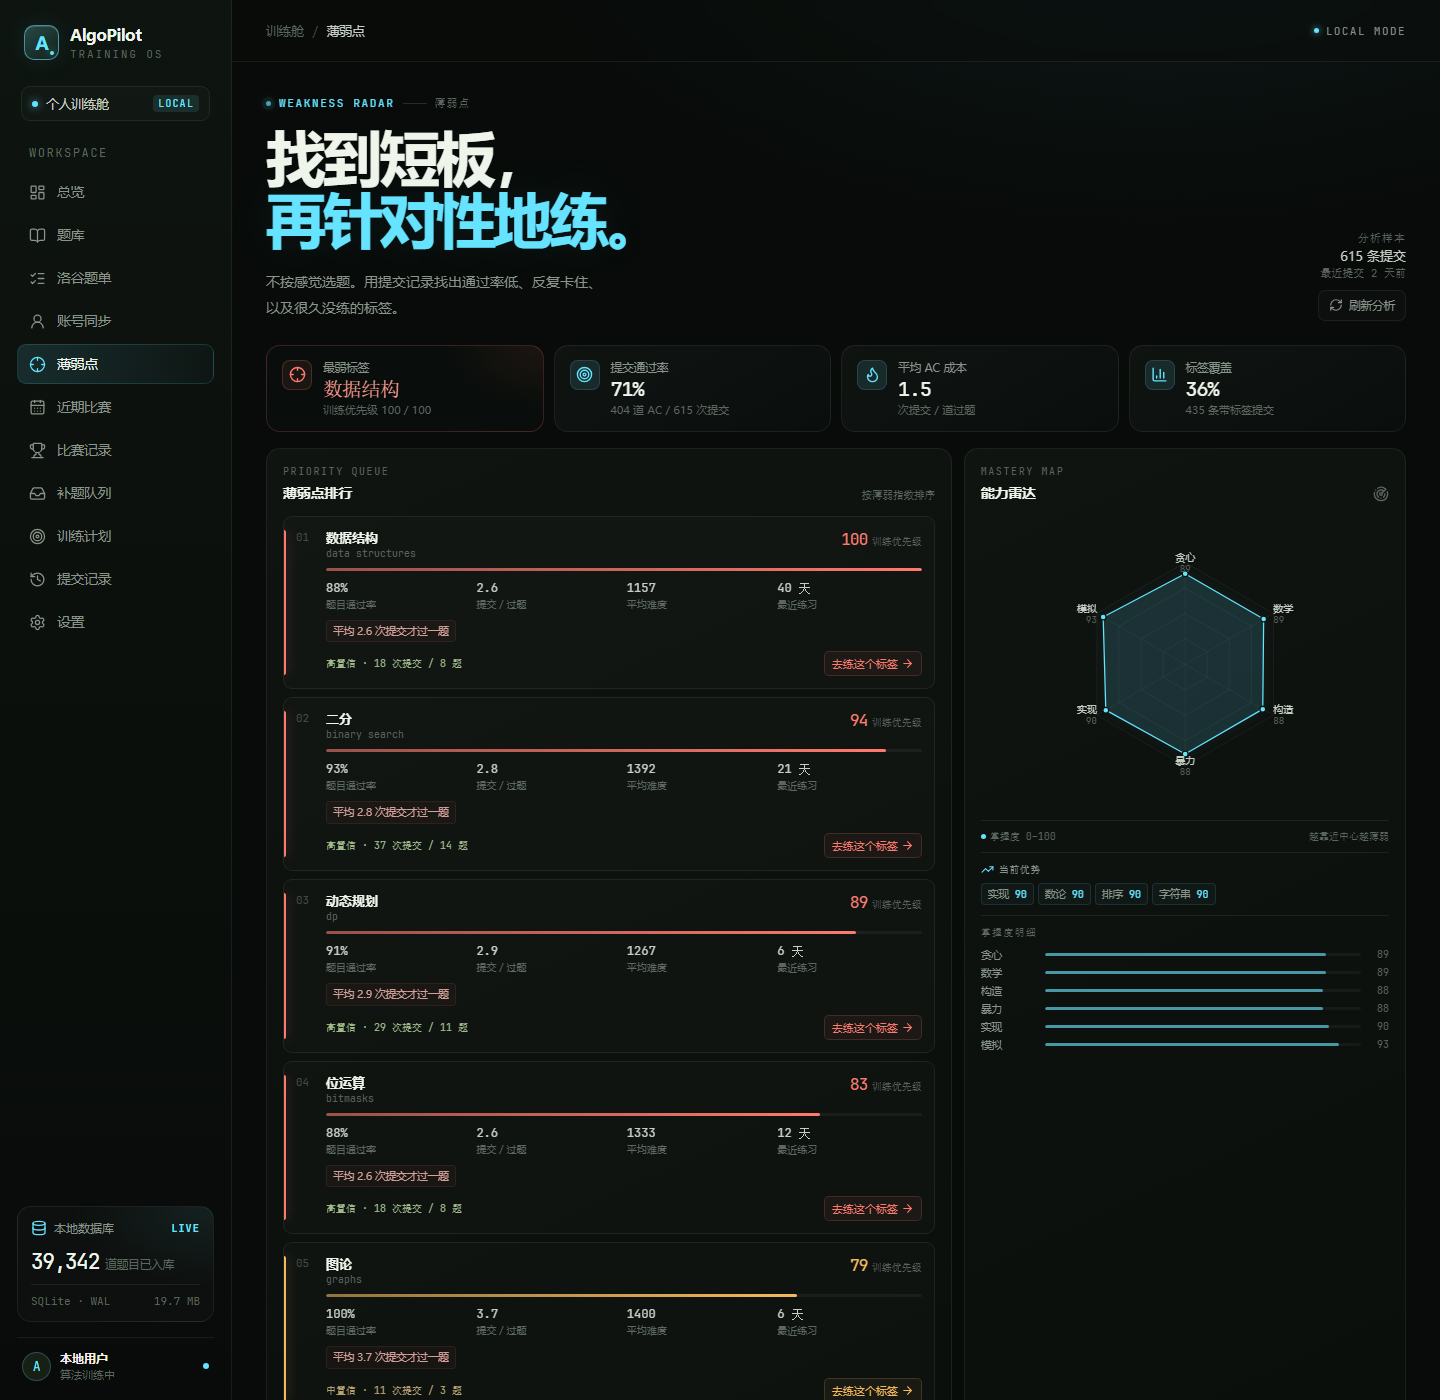 AlgoPilot
TRAINING OS
个人训练舱 LOCAL
WORKSPACE
总览
题库
洛谷题单
账号同步
薄弱点
近期比赛
比赛记录
补题队列
训练计划
提交记录
设置
本地数据库 LIVE
39,342 道题目已入库
SQLite · WAL 19.7 MB
A 本地用户
算法训练中
训练舱 / 薄弱点
LOCAL MODE
WEAKNESS RADAR —— 薄弱点
找到短板，
再针对性地练。
不按感觉选题。用提交记录找出通过率低、反复卡住、
以及很久没练的标签。
分析样本
615 条提交
最近提交 2 天前
刷新分析
最弱标签
数据结构
训练优先级 100 / 100
提交通过率
71%
404 道 AC / 615 次提交
平均 AC 成本
1.5
次提交 / 道过题
标签覆盖
36%
435 条带标签提交
PRIORITY QUEUE
薄弱点排行 按薄弱指数排序
01 数据结构 100 训练优先级
data structures
88% 2.6 1157 40 天
题目通过率 提交 / 过题 平均难度 最近练习
平均 2.6 次提交才过一题
高置信 · 18 次提交 / 8 题 去练这个标签 →
02 二分 94 训练优先级
binary search
93% 2.8 1392 21 天
题目通过率 提交 / 过题 平均难度 最近练习
平均 2.8 次提交才过一题
高置信 · 37 次提交 / 14 题 去练这个标签 →
03 动态规划 89 训练优先级
dp
91% 2.9 1267 6 天
题目通过率 提交 / 过题 平均难度 最近练习
平均 2.9 次提交才过一题
高置信 · 29 次提交 / 11 题 去练这个标签 →
04 位运算 83 训练优先级
bitmasks
88% 2.6 1333 12 天
题目通过率 提交 / 过题 平均难度 最近练习
平均 2.6 次提交才过一题
高置信 · 18 次提交 / 8 题 去练这个标签 →
05 图论 79 训练优先级
graphs
100% 3.7 1400 6 天
题目通过率 提交 / 过题 平均难度 最近练习
平均 3.7 次提交才过一题
中置信 · 11 次提交 / 3 题 去练这个标签 →
MASTERY MAP
能力雷达
贪心
89
数学
89
构造
88
暴力
88
实现
90
模拟
93
掌握度 0–100 越靠近中心越薄弱
当前优势
实现 90 数论 90 排序 90 字符串 90
掌握度明细
贪心 89
数学 89
构造 88
暴力 88
实现 90
模拟 93